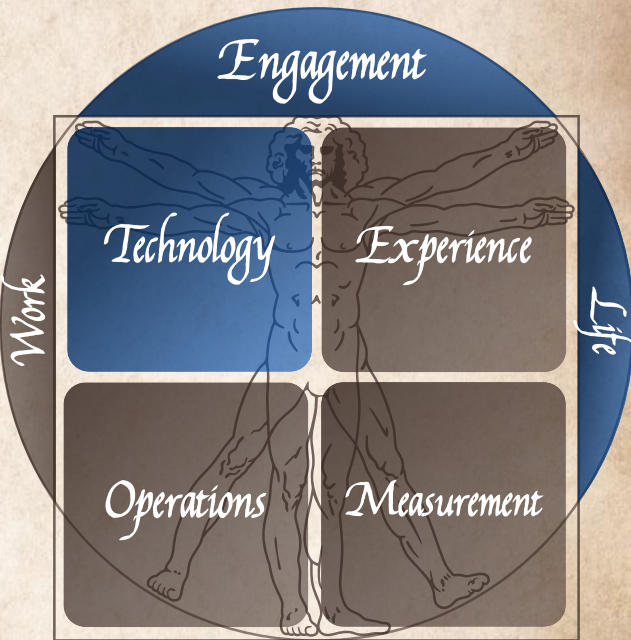 Engagement
Technology
Experience
Work
Life
Operations
Measurement